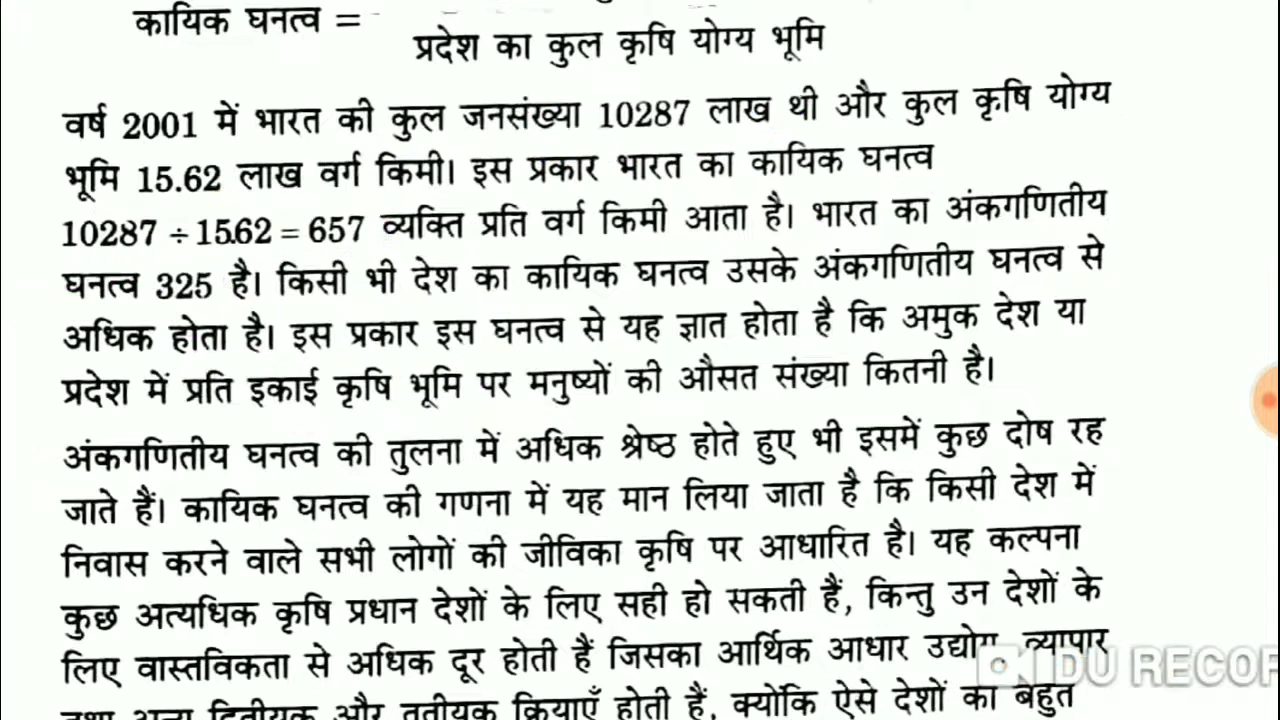 कायिक घनत्व =
प्रदेश का कुल कृषि योग्य भूमि
वर्ष 2001 में भारत की कुल जनसंख्या 10287 लाख थी और कुल कृषि योग्य
भूमि 15.62 लाख वर्ग किमी। इस प्रकार भारत का कायिक घनत्व
10287 ÷ 15.62 = 657 व्यक्ति प्रति वर्ग किमी आता है। भारत का अंकगणितीय
घनत्व 325 है। किसी भी देश का कायिक घनत्व उसके अंकगणितीय घनत्व से
अधिक होता है। इस प्रकार इस घनत्व से यह ज्ञात होता है कि अमुक देश या
प्रदेश में प्रति इकाई कृषि भूमि पर मनुष्यों की औसत संख्या कितनी है।
अंकगणितीय घनत्व की तुलना में अधिक श्रेष्ठ होते हुए भी इसमें कुछ दोष रह
जाते हैं। कायिक घनत्व की गणना में यह मान लिया जाता है कि किसी देश में
निवास करने वाले सभी लोगों की जीविका कृषि पर आधारित है। यह कल्पना
कुछ अत्यधिक कृषि प्रधान देशों के लिए सही हो सकती हैं, किन्तु उन देशों के
लिए वास्तविकता से अधिक दूर होती हैं जिसका आर्थिक आधार उद्योग, व्यापार
तथा अन्य द्वितीयक और तृतीयक क्रियाएँ होती हैं, क्योंकि ऐसे देशों का बहुत
DU RECOR